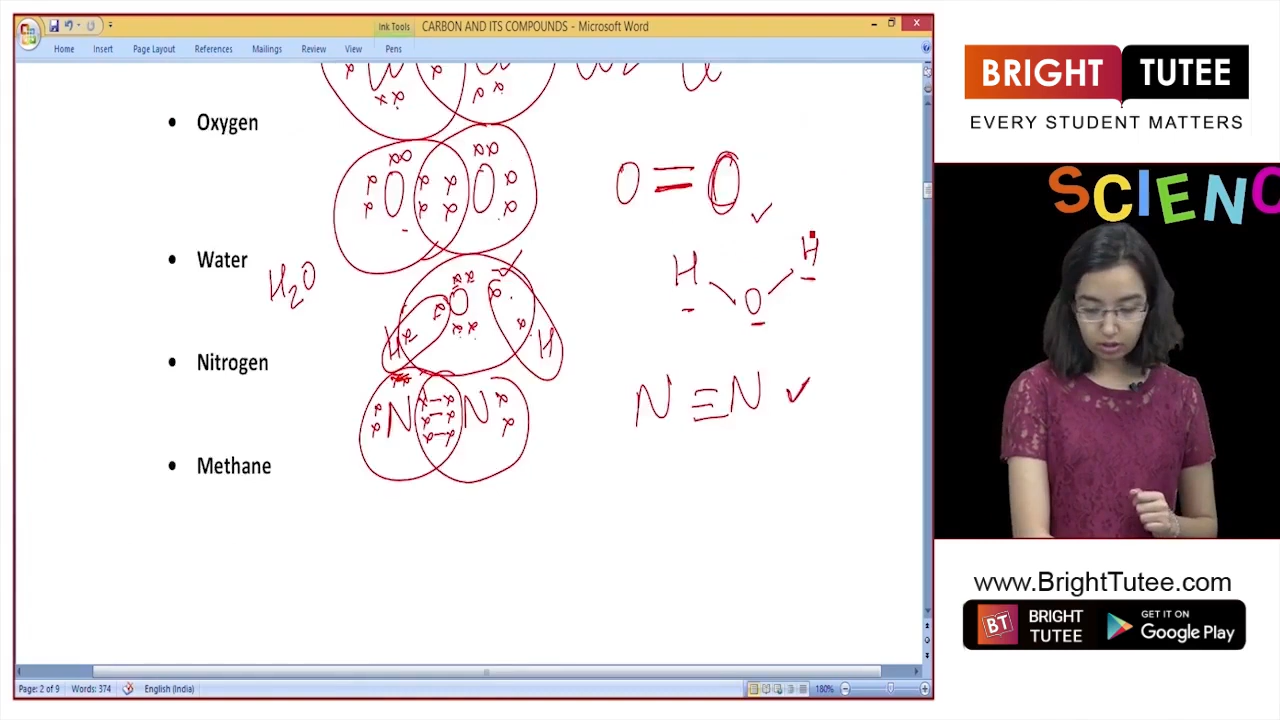 Ink Tools
CARBON AND ITS COMPOUNDS - Microsoft Word
Home Insert Page Layout References Mailings Review View Pens
• Oxygen
O O
O = O ✓
• Water
H2O
O
H H
H O H
• Nitrogen
N N
N ≡ N ✓
• Methane
Page: 2 of 9 Words: 374 English (India) 180%
BRIGHT TUTEE
EVERY STUDENT MATTERS
SCIENC
www.BrightTutee.com
BT BRIGHT TUTEE
GET IT ON
Google Play